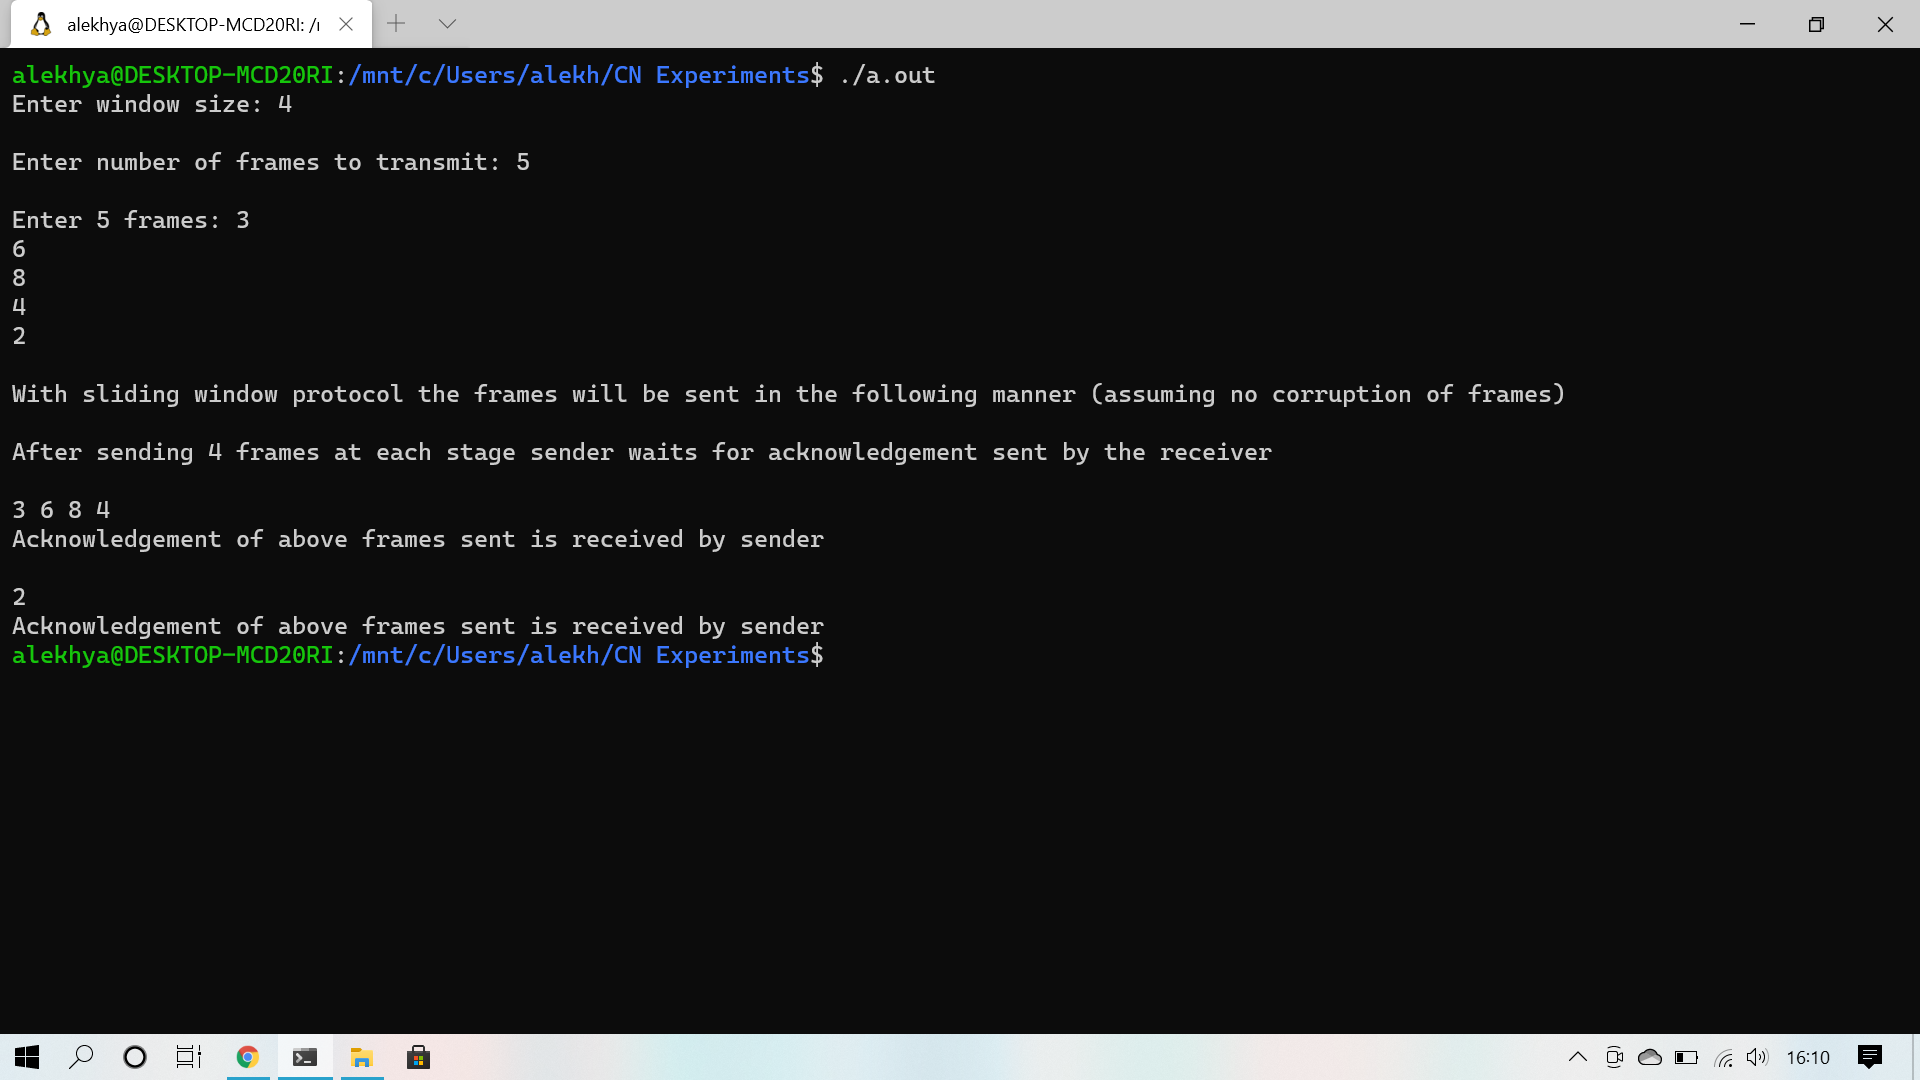 alekhya@DESKTOP-MCD20RI: /
alekhya@DESKTOP-MCD20RI:/mnt/c/Users/alekh/CN Experiments$ ./a.out
Enter window size: 4
Enter number of frames to transmit: 5
Enter 5 frames: 3
6
8
4
2
With sliding window protocol the frames will be sent in the following manner (assuming no corruption of frames)
After sending 4 frames at each stage sender waits for acknowledgement sent by the receiver
3 6 8 4
Acknowledgement of above frames sent is received by sender
2
Acknowledgement of above frames sent is received by sender
alekhya@DESKTOP-MCD20RI:/mnt/c/Users/alekh/CN Experiments$
16:10